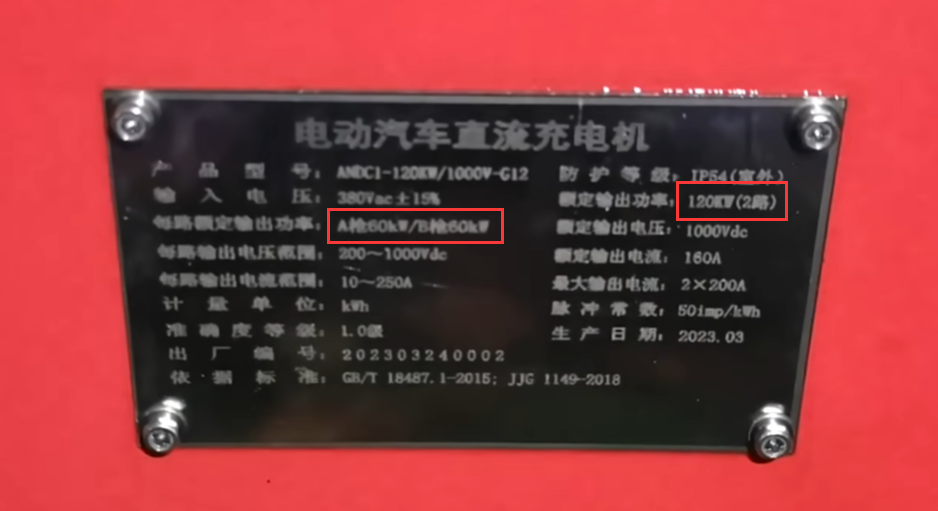 电动汽车直流充电机
产品型号：ANDC1-120KW/1000V-G12 防护等级：IP54(室外)
输入电压：380Vac±15% 额定输出功率：120KW(2路)
每路额定输出功率：A枪60kW/B枪60kW 额定输出电压：1000Vdc
每路输出电压范围：200～1000Vdc 额定输出电流：160A
每路输出电流范围：10～250A 最大输出电流：2×200A
计量单位：kWh 脉冲常数：50imp/kWh
准确度等级：1.0级 生产日期：2023.03
出厂编号：202303240002
依据标准：GB/T 18487.1-2015; JJG 1149-2018